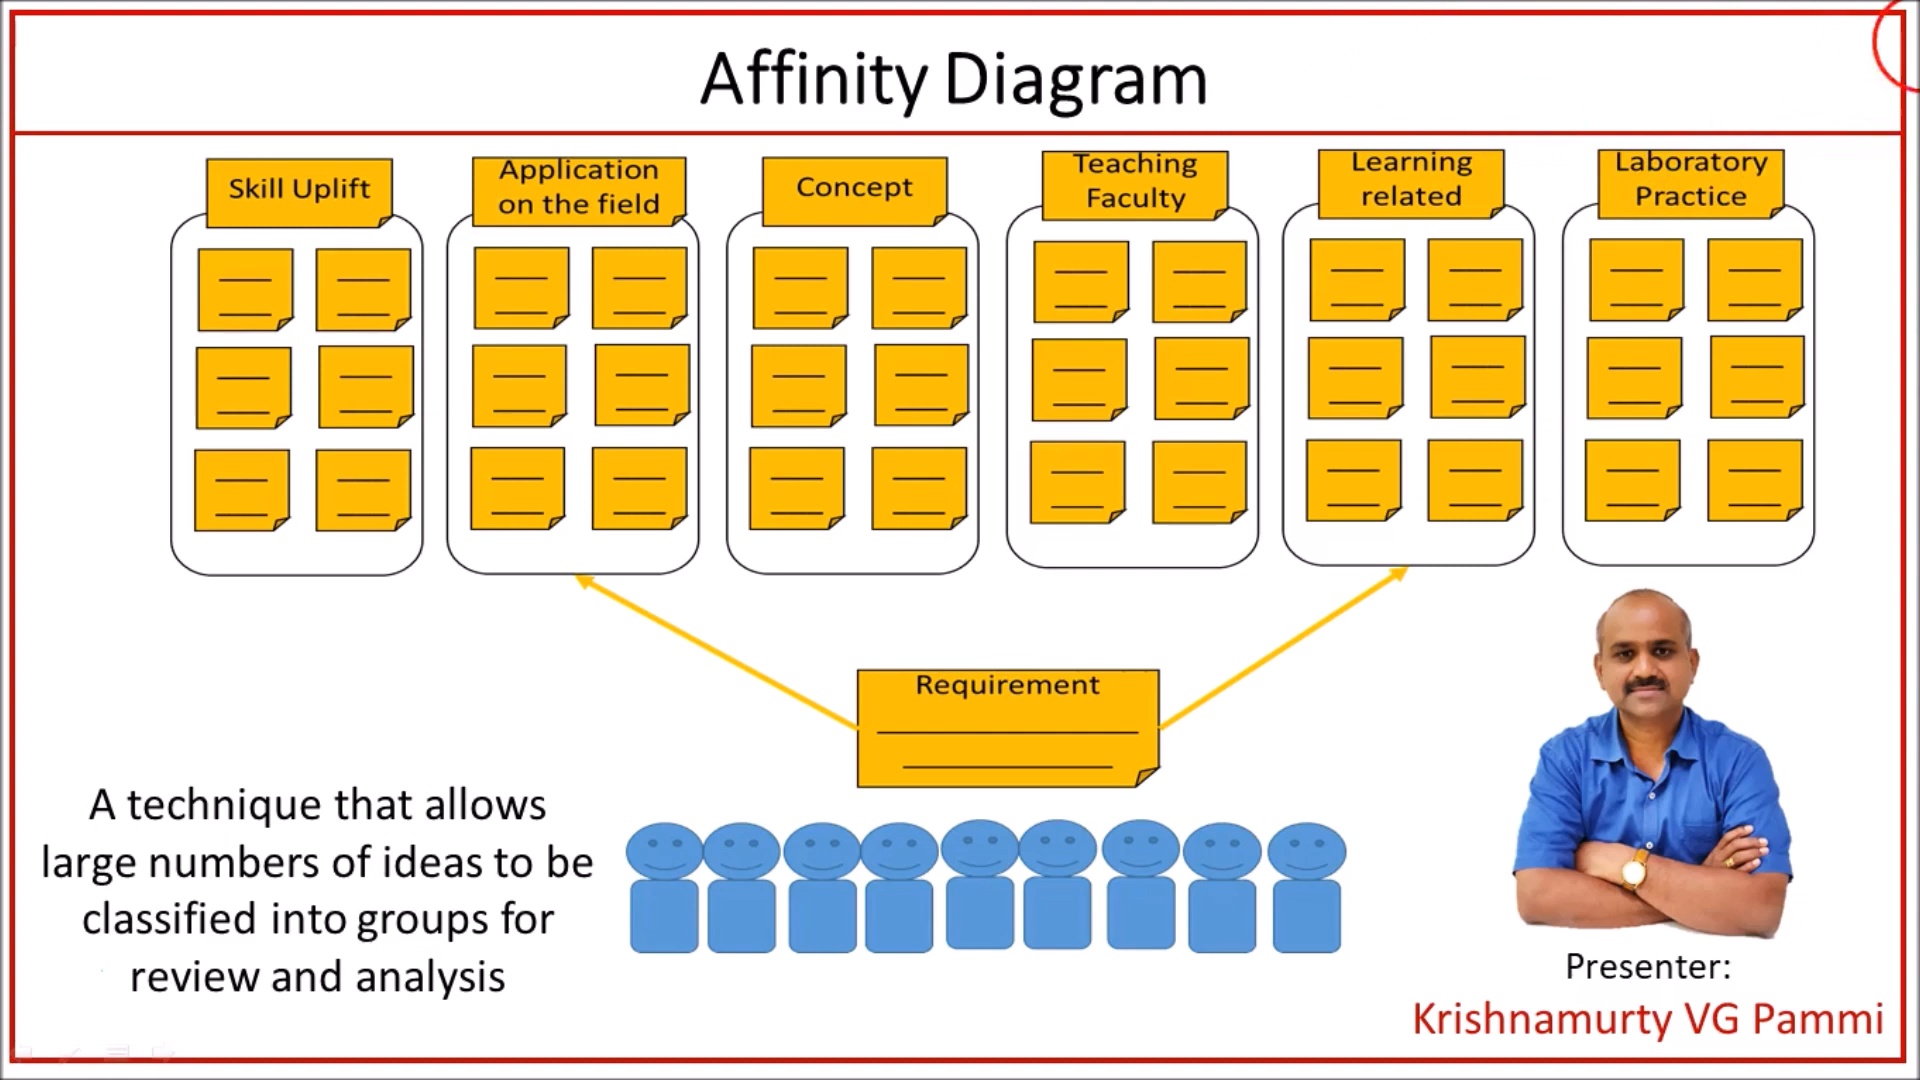 Affinity Diagram
Skill Uplift
Application
on the field
Concept
Teaching
Faculty
Learning
related
Laboratory
Practice
Requirement
A technique that allows
large numbers of ideas to be
classified into groups for
review and analysis
Presenter:
Krishnamurty VG Pammi